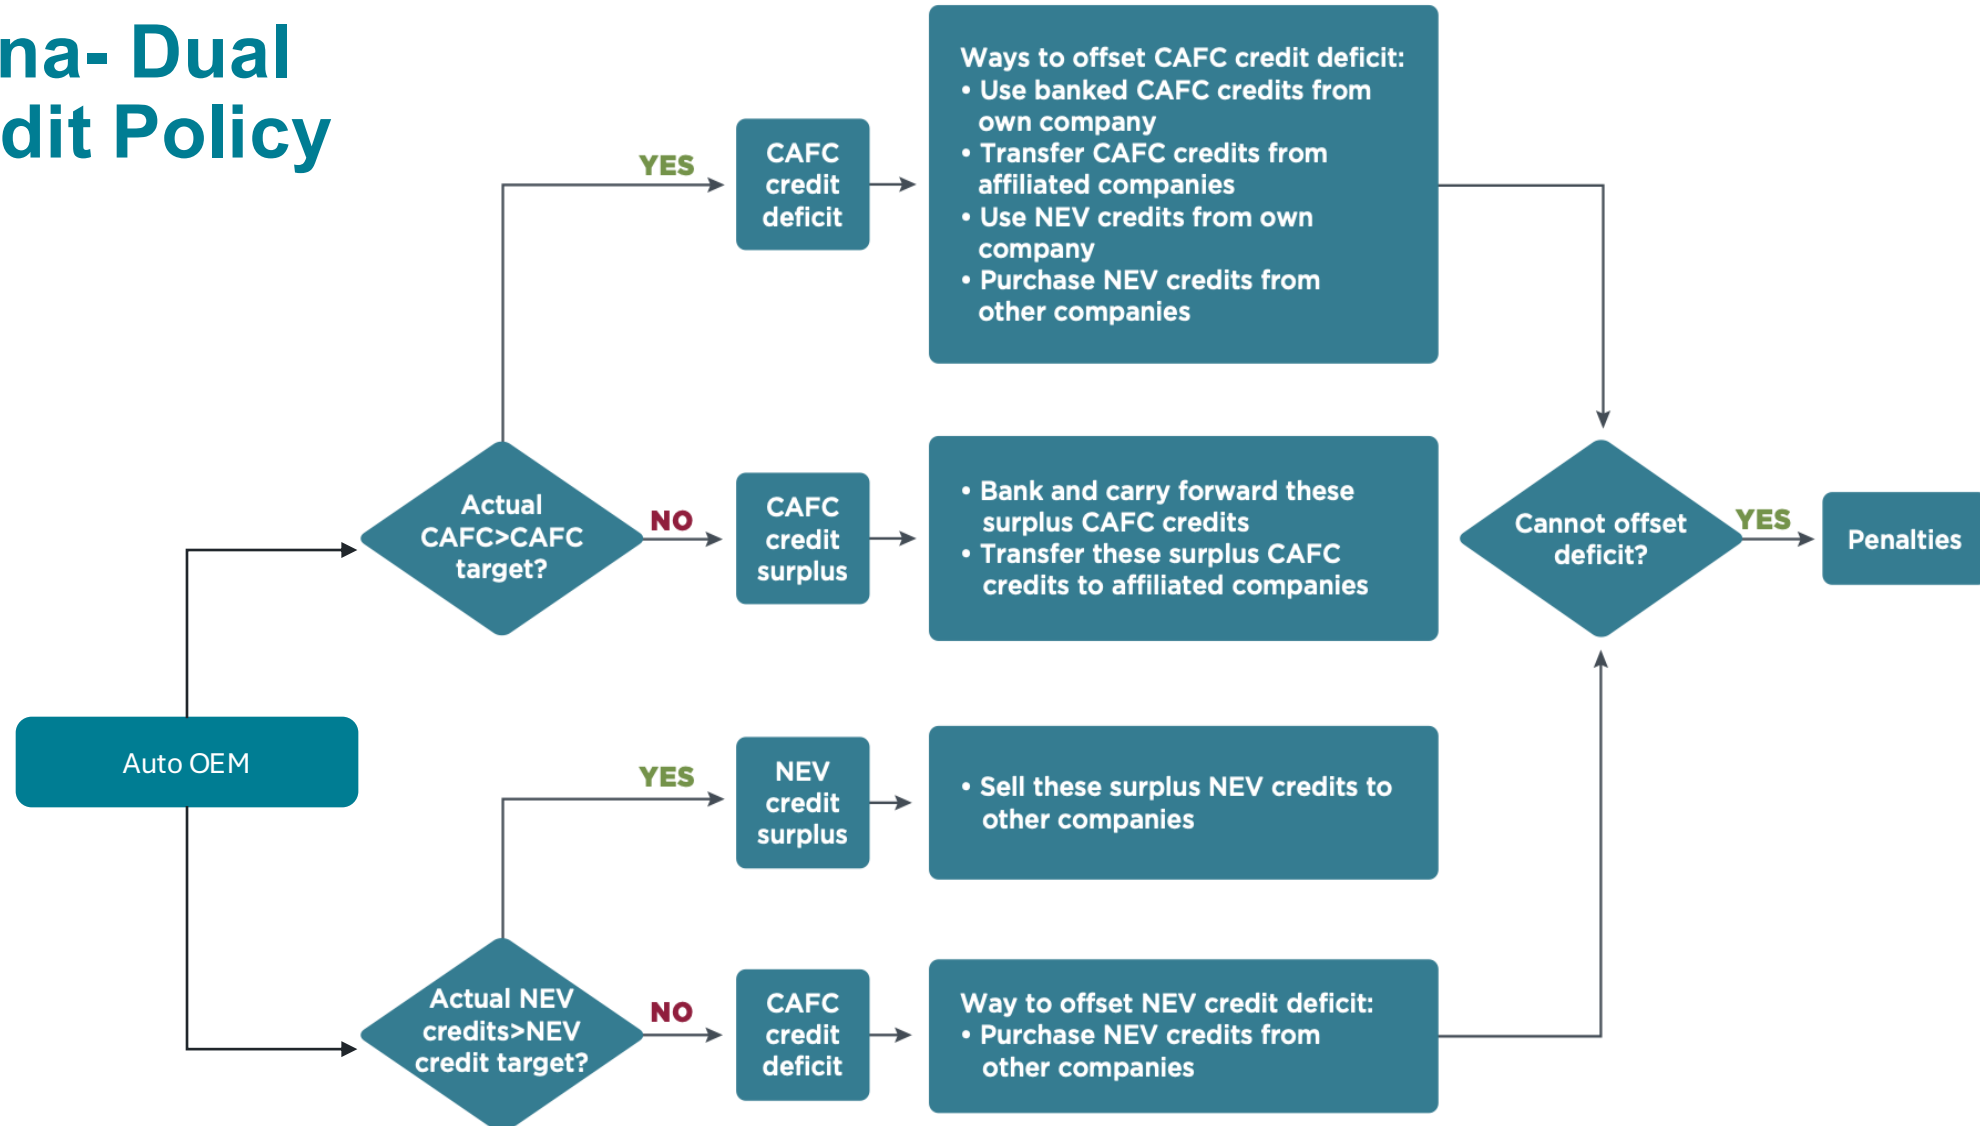 na- Dual
dit Policy
Ways to offset CAFC credit deficit:
• Use banked CAFC credits from
own company
• Transfer CAFC credits from
affiliated companies
• Use NEV credits from own
company
• Purchase NEV credits from
other companies
YES
CAFC
credit
deficit
Actual
CAFC>CAFC
target?
NO
CAFC
credit
surplus
• Bank and carry forward these
surplus CAFC credits
• Transfer these surplus CAFC
credits to affiliated companies
Cannot offset
deficit?
YES
Penalties
Auto OEM
YES
NEV
credit
surplus
• Sell these surplus NEV credits to
other companies
Actual NEV
credits>NEV
credit target?
NO
CAFC
credit
deficit
Way to offset NEV credit deficit:
• Purchase NEV credits from
other companies